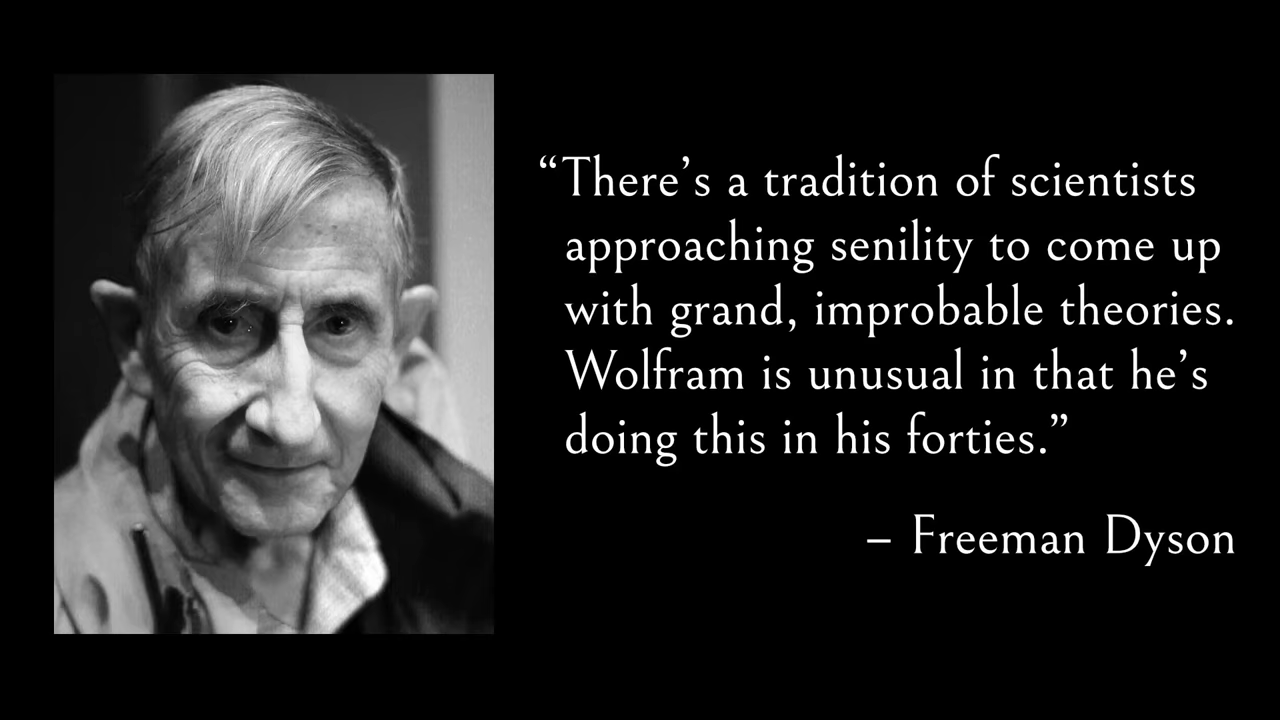 “There’s a tradition of scientists
approaching senility to come up
with grand, improbable theories.
Wolfram is unusual in that he’s
doing this in his forties.”
– Freeman Dyson